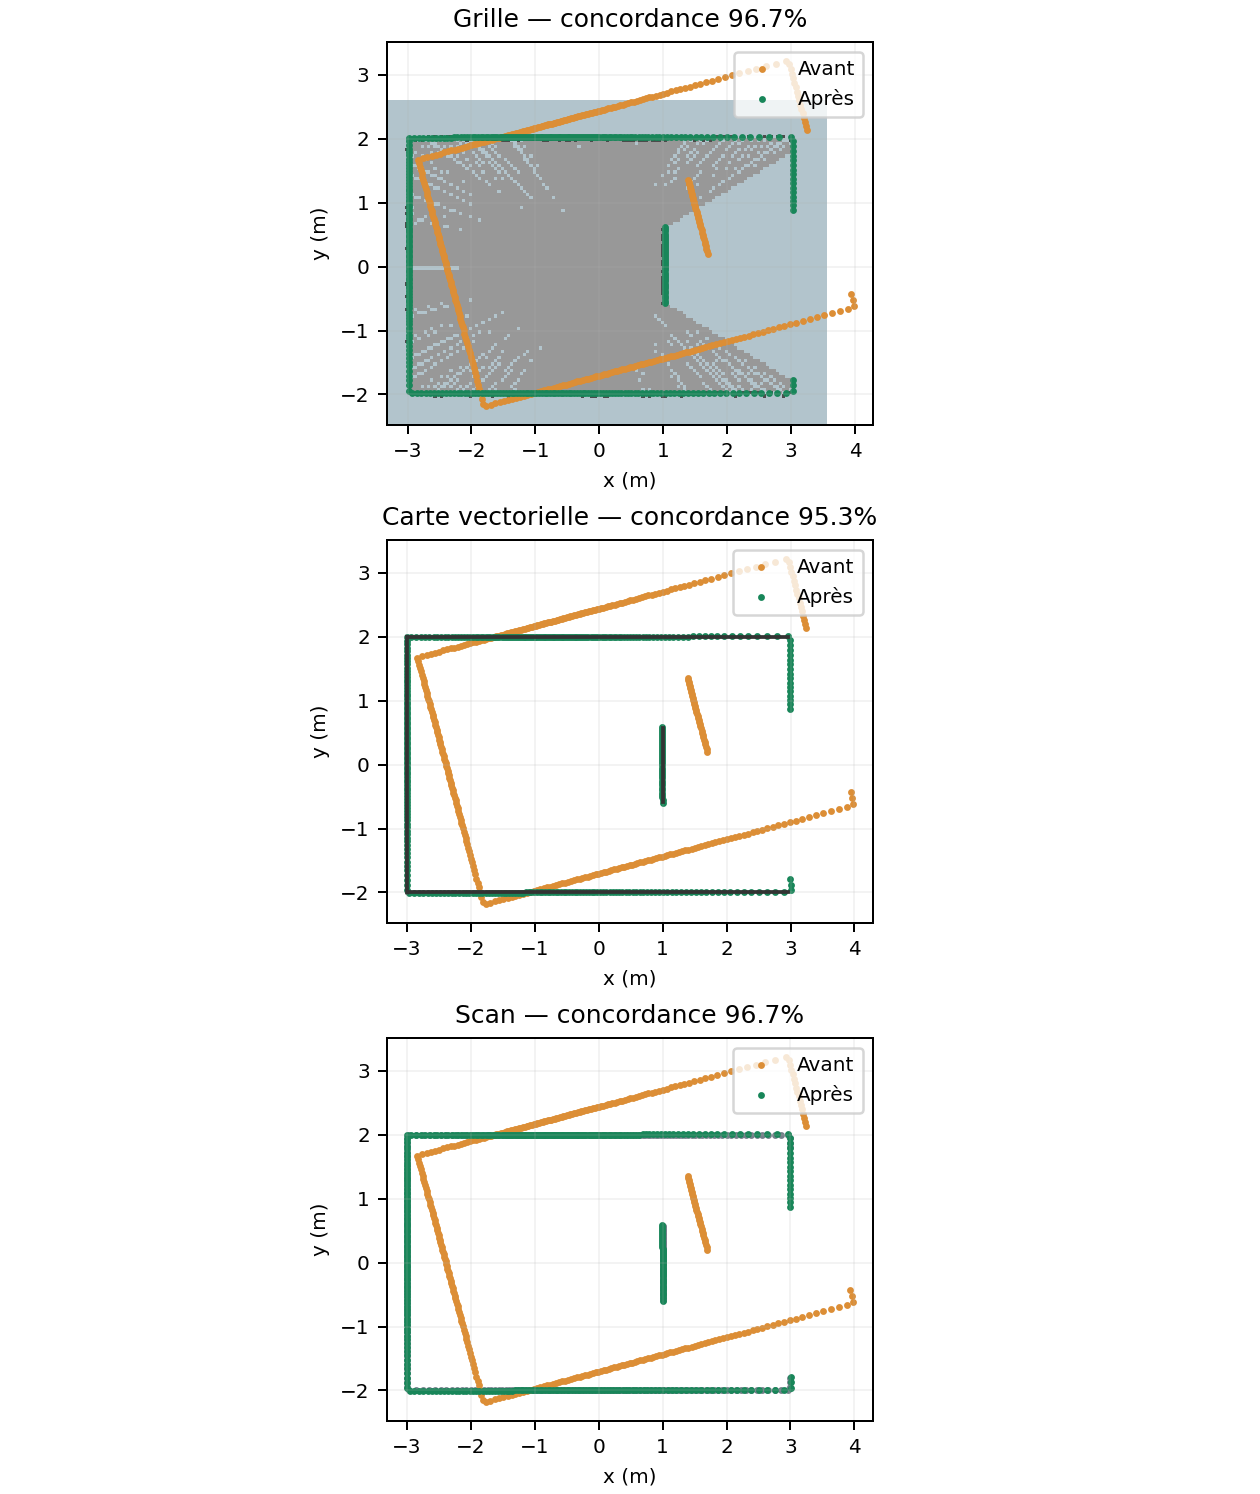 Grille — concordance 96.7%
Avant
Après
3
2
1
0
−1
−2
y (m)
−3 −2 −1 0 1 2 3 4
x (m)
Carte vectorielle — concordance 95.3%
Avant
Après
3
2
1
0
−1
−2
y (m)
−3 −2 −1 0 1 2 3 4
x (m)
Scan — concordance 96.7%
Avant
Après
3
2
1
0
−1
−2
y (m)
−3 −2 −1 0 1 2 3 4
x (m)